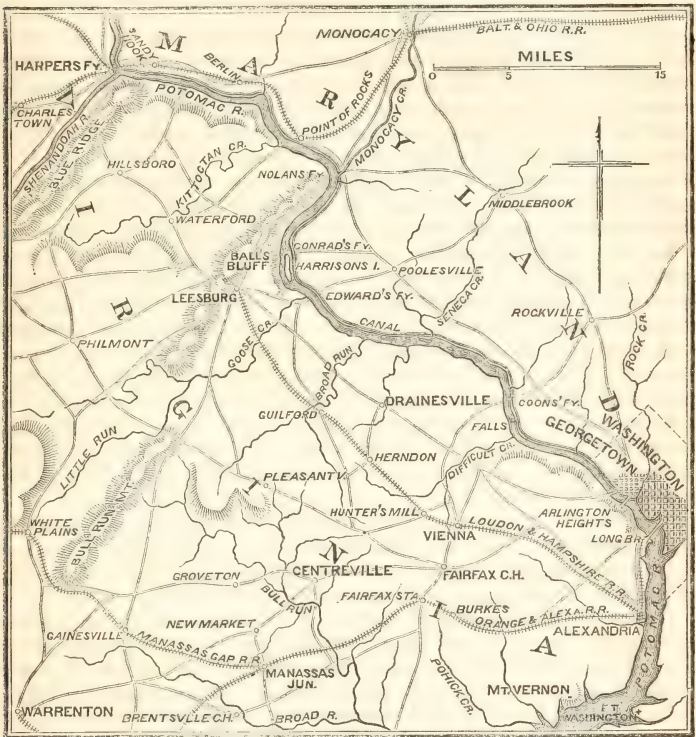 MONOCACY
BALT. & OHIO R.R.
SANDY HOOK
M A R Y L A N D
BERLIN
MILES
0 5 15
HARPERS FY.
POTOMAC R.
POINT OF ROCKS
MONOCACY CR.
CHARLES TOWN
SHENANDOAH R.
BLUE RIDGE
HILLSBORO
KITTOCTAN CR.
NOLANS FY
V I R G I N I A
MIDDLEBROOK
WATERFORD
BALLS BLUFF
CONRAD'S FY.
HARRISONS I.
POOLESVILLE
SENECA CR.
LEESBURG
EDWARD'S FY.
ROCKVILLE
ROCK CR.
CANAL
GOOSE CR.
PHILMONT
BROAD RUN
DRAINESVILLE
COONS' FY.
GUILFORD
FALLS
GEORGETOWN
WASHINGTON
LITTLE RUN
HERNDON
DIFFICULT CR.
PLEASANT V.
HUNTER'S MILL
ARLINGTON HEIGHTS
LONG BR.
WHITE PLAINS
BULL RUN MT.
VIENNA
LOUDON & HAMPSHIRE R.R.
CENTREVILLE
GROVETON
FAIRFAX C.H.
BULL RUN
FAIRFAX STA.
BURKES
ORANGE & ALEXA. R.R.
NEW MARKET
ALEXANDRIA
GAINESVILLE
MANASSAS GAP R.R.
POTOMAC R.
MANASSAS JUN.
POHICK CR.
MT. VERNON
WARRENTON
BRENTSVLE C.H.
BROAD R.
FT. WASHINGTON